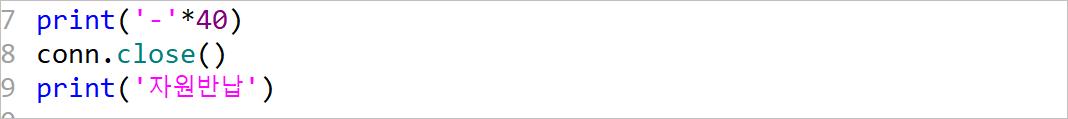 7 print('-'*40)
8 conn.close()
9 print('자원반납')